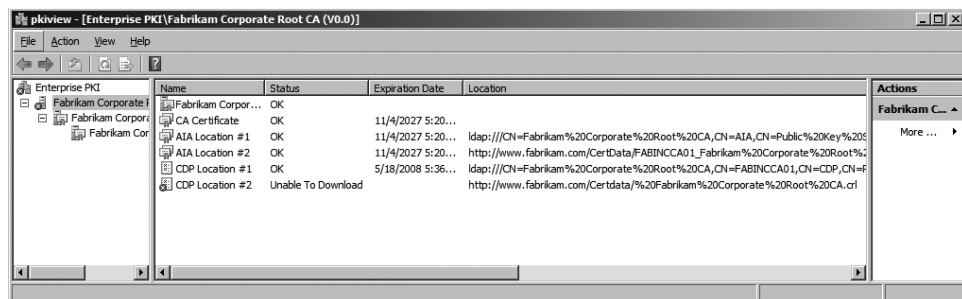 pkiview - [Enterprise PKI\Fabrikam Corporate Root CA (V0.0)]
File Action View Help
Enterprise PKI
Fabrikam Corporate
Fabrikam Corpora
Fabrikam Cor
Name Status Expiration Date Location
Fabrikam Corpor... OK
CA Certificate OK 11/4/2027 5:20...
AIA Location #1 OK 11/4/2027 5:20... ldap:///CN=Fabrikam%20Corporate%20Root%20CA,CN=AIA,CN=Public%20Key%20S
AIA Location #2 OK 11/4/2027 5:20... http://www.fabrikam.com/CertData/FABINCCA01_Fabrikam%20Corporate%20Root%2
CDP Location #1 OK 5/18/2008 5:36... ldap:///CN=Fabrikam%20Corporate%20Root%20CA,CN=FABINCCA01,CN=CDP,CN=P
CDP Location #2 Unable To Download http://www.fabrikam.com/Certdata/%20Fabrikam%20Corporate%20Root%20CA.crl
Actions
Fabrikam C...
More ...